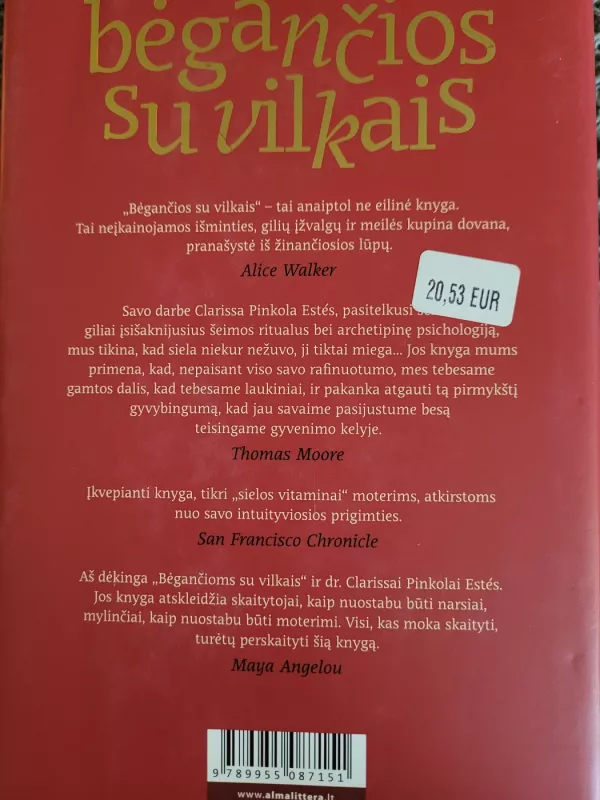 bėgančios
su vilkais
„Bėgančios su vilkais“ – tai anaiptol ne eilinė knyga.
Tai neįkainojamos išminties, gilių įžvalgų ir meilės kupina dovana,
pranašystė iš žinančiosios lūpų.
Alice Walker
20,53 EUR
Savo darbe Clarissa Pinkola Estés, pasitelkusi
giliai įsišaknijusius šeimos ritualus bei archetipinę psichologiją,
mus tikina, kad siela niekur nežuvo, ji tiktai miega... Jos knyga mums
primena, kad, nepaisant viso savo rafinuotumo, mes tebesame
gamtos dalis, kad tebesame laukiniai, ir pakanka atgauti tą pirmykštį
gyvybingumą, kad jau savaime pasijustume besą
teisingame gyvenimo kelyje.
Thomas Moore
Įkvepianti knyga, tikri „sielos vitaminai“ moterims, atkirstoms
nuo savo intuityviosios prigimties.
San Francisco Chronicle
Aš dėkinga „Bėgančioms su vilkais“ ir dr. Clarissai Pinkolai Estés.
Jos knyga atskleidžia skaitytojai, kaip nuostabu būti narsiai,
mylinčiai, kaip nuostabu būti moterimi. Visi, kas moka skaityti,
turėtų perskaityti šią knygą.
Maya Angelou
9 789955 087151
www.almalittera.lt